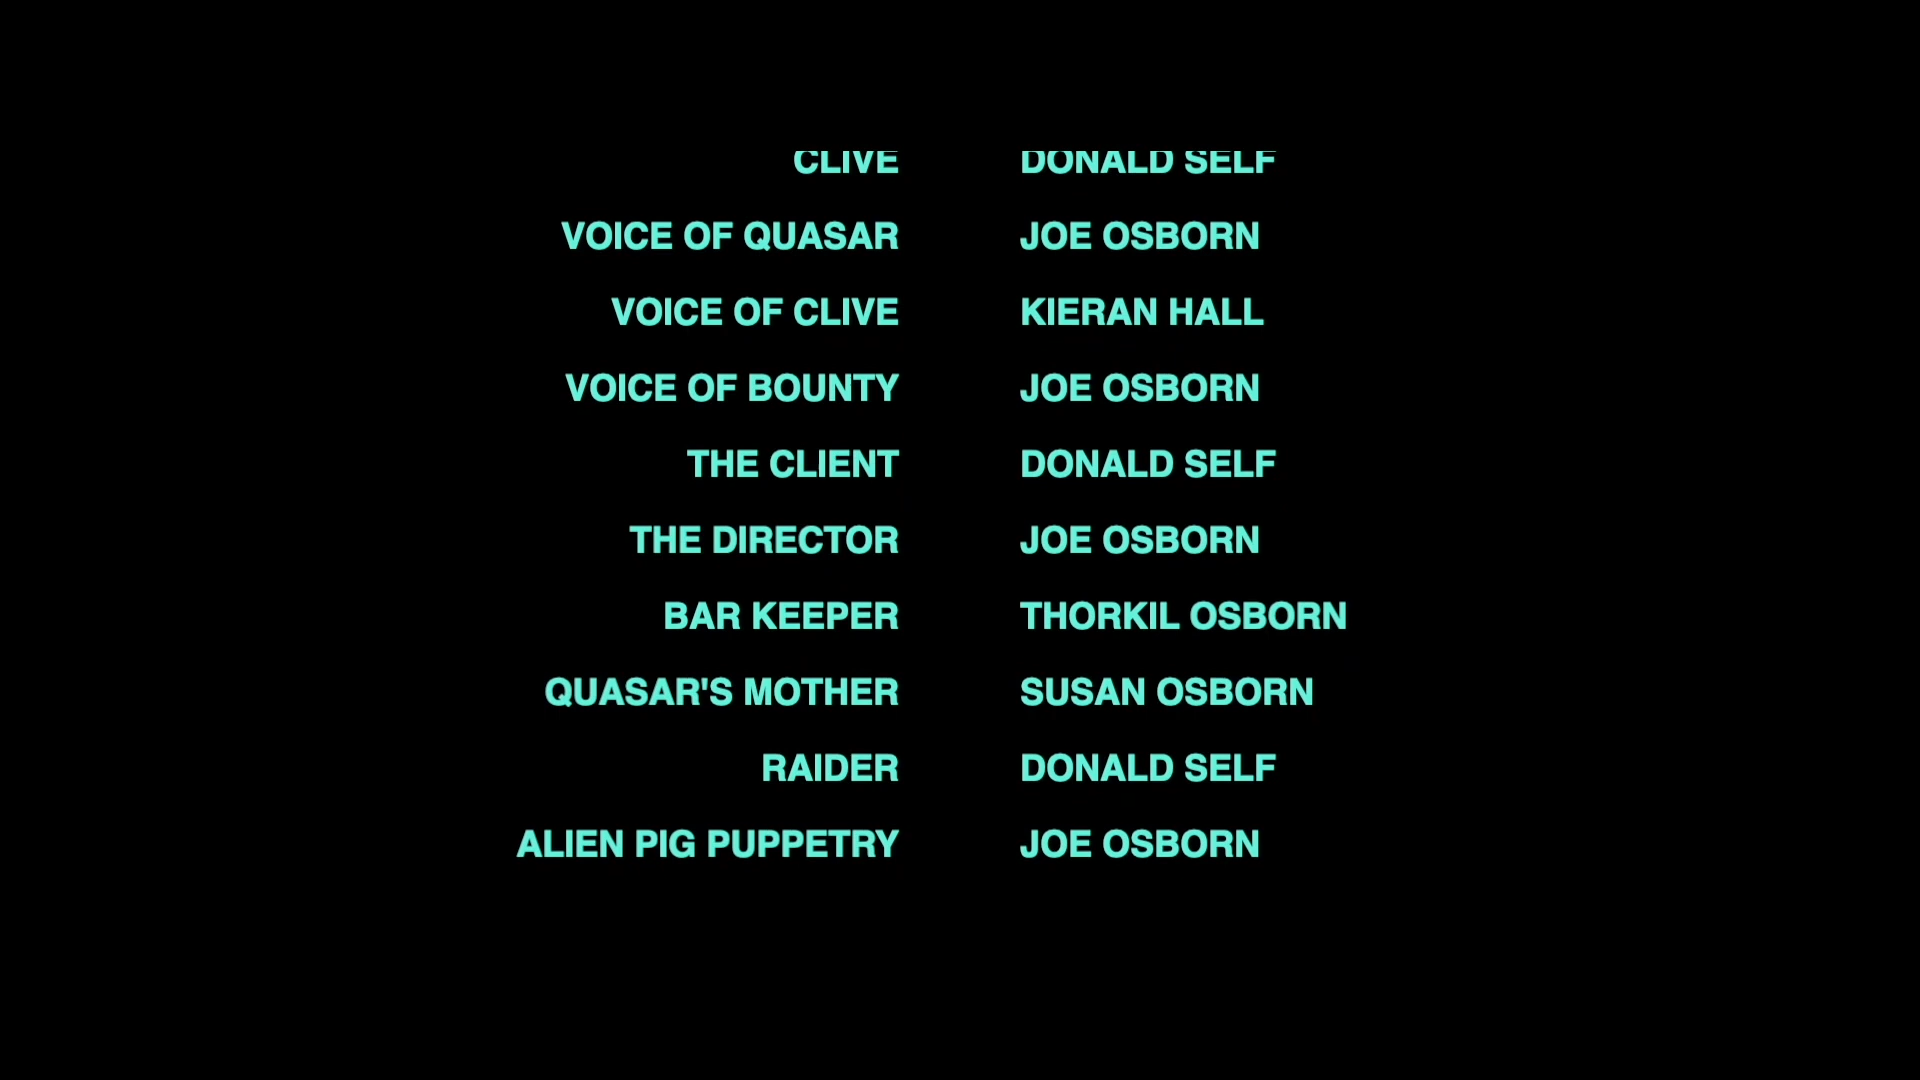 CLIVE DONALD SELF
VOICE OF QUASAR JOE OSBORN
VOICE OF CLIVE KIERAN HALL
VOICE OF BOUNTY JOE OSBORN
THE CLIENT DONALD SELF
THE DIRECTOR JOE OSBORN
BAR KEEPER THORKIL OSBORN
QUASAR'S MOTHER SUSAN OSBORN
RAIDER DONALD SELF
ALIEN PIG PUPPETRY JOE OSBORN